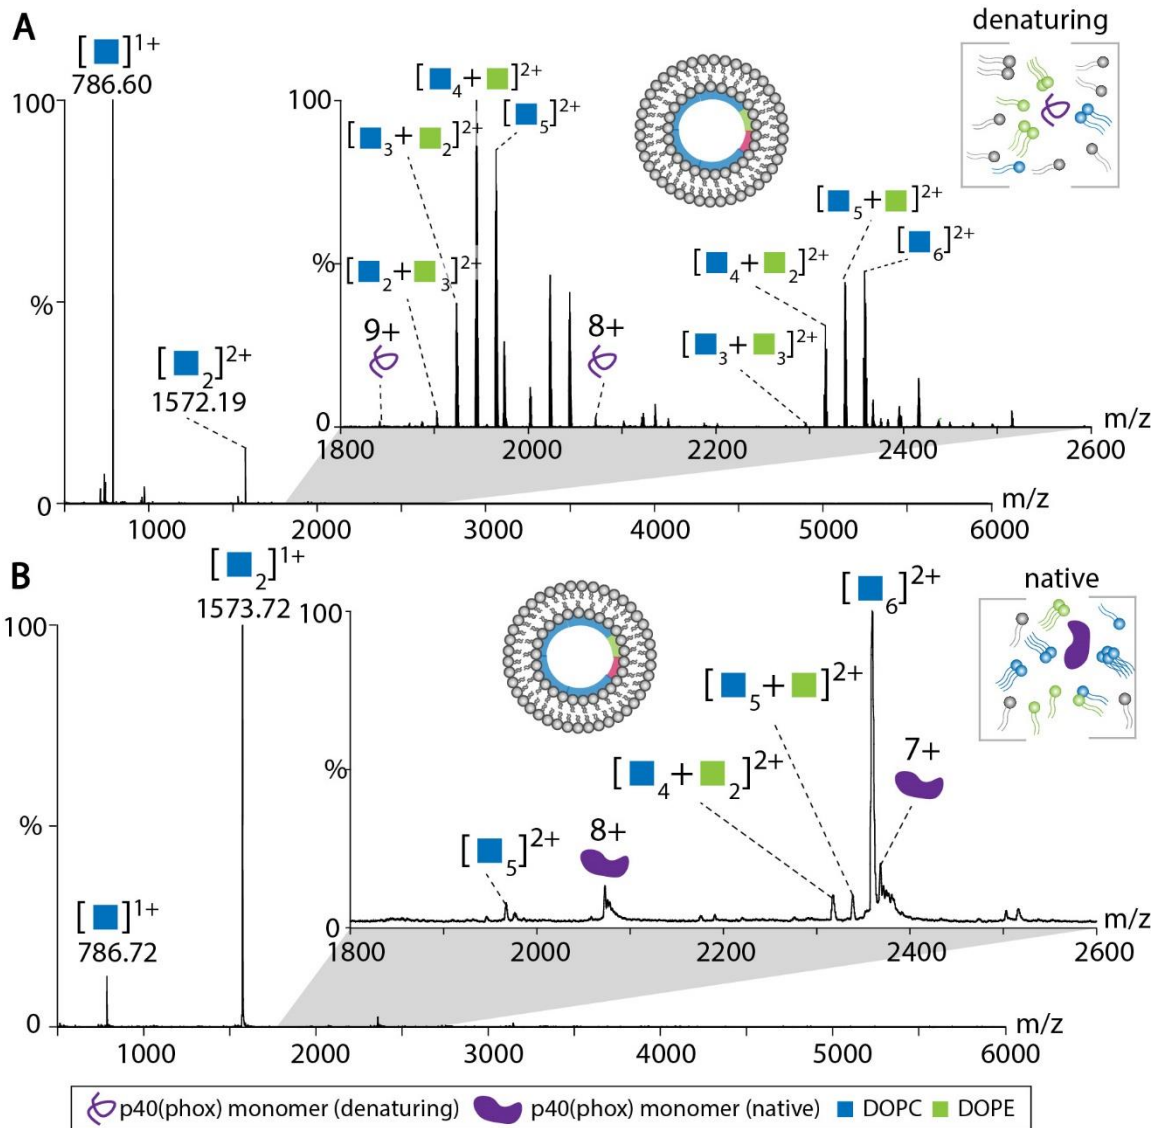 A
denaturing
[ ]1+
786.60
100
%
0
[ 2]2+
1572.19
1000
2000
3000
4000
5000
6000
m/z
100
%
0
[ 4+ ]2+
[ 5]2+
[ 3+ 2]2+
[ 2+ 3]2+
9+
8+
[ 5+ ]2+
[ 6]2+
[ 4+ 2]2+
[ 3+ 3]2+
1800
2000
2200
2400
2600
m/z
B
native
[ 2]1+
1573.72
100
%
0
[ ]1+
786.72
1000
2000
3000
4000
5000
6000
m/z
100
%
0
[ 6]2+
[ 5+ ]2+
[ 4+ 2]2+
[ 5]2+
8+
7+
1800
2000
2200
2400
2600
m/z
p40(phox) monomer (denaturing) p40(phox) monomer (native) DOPC DOPE